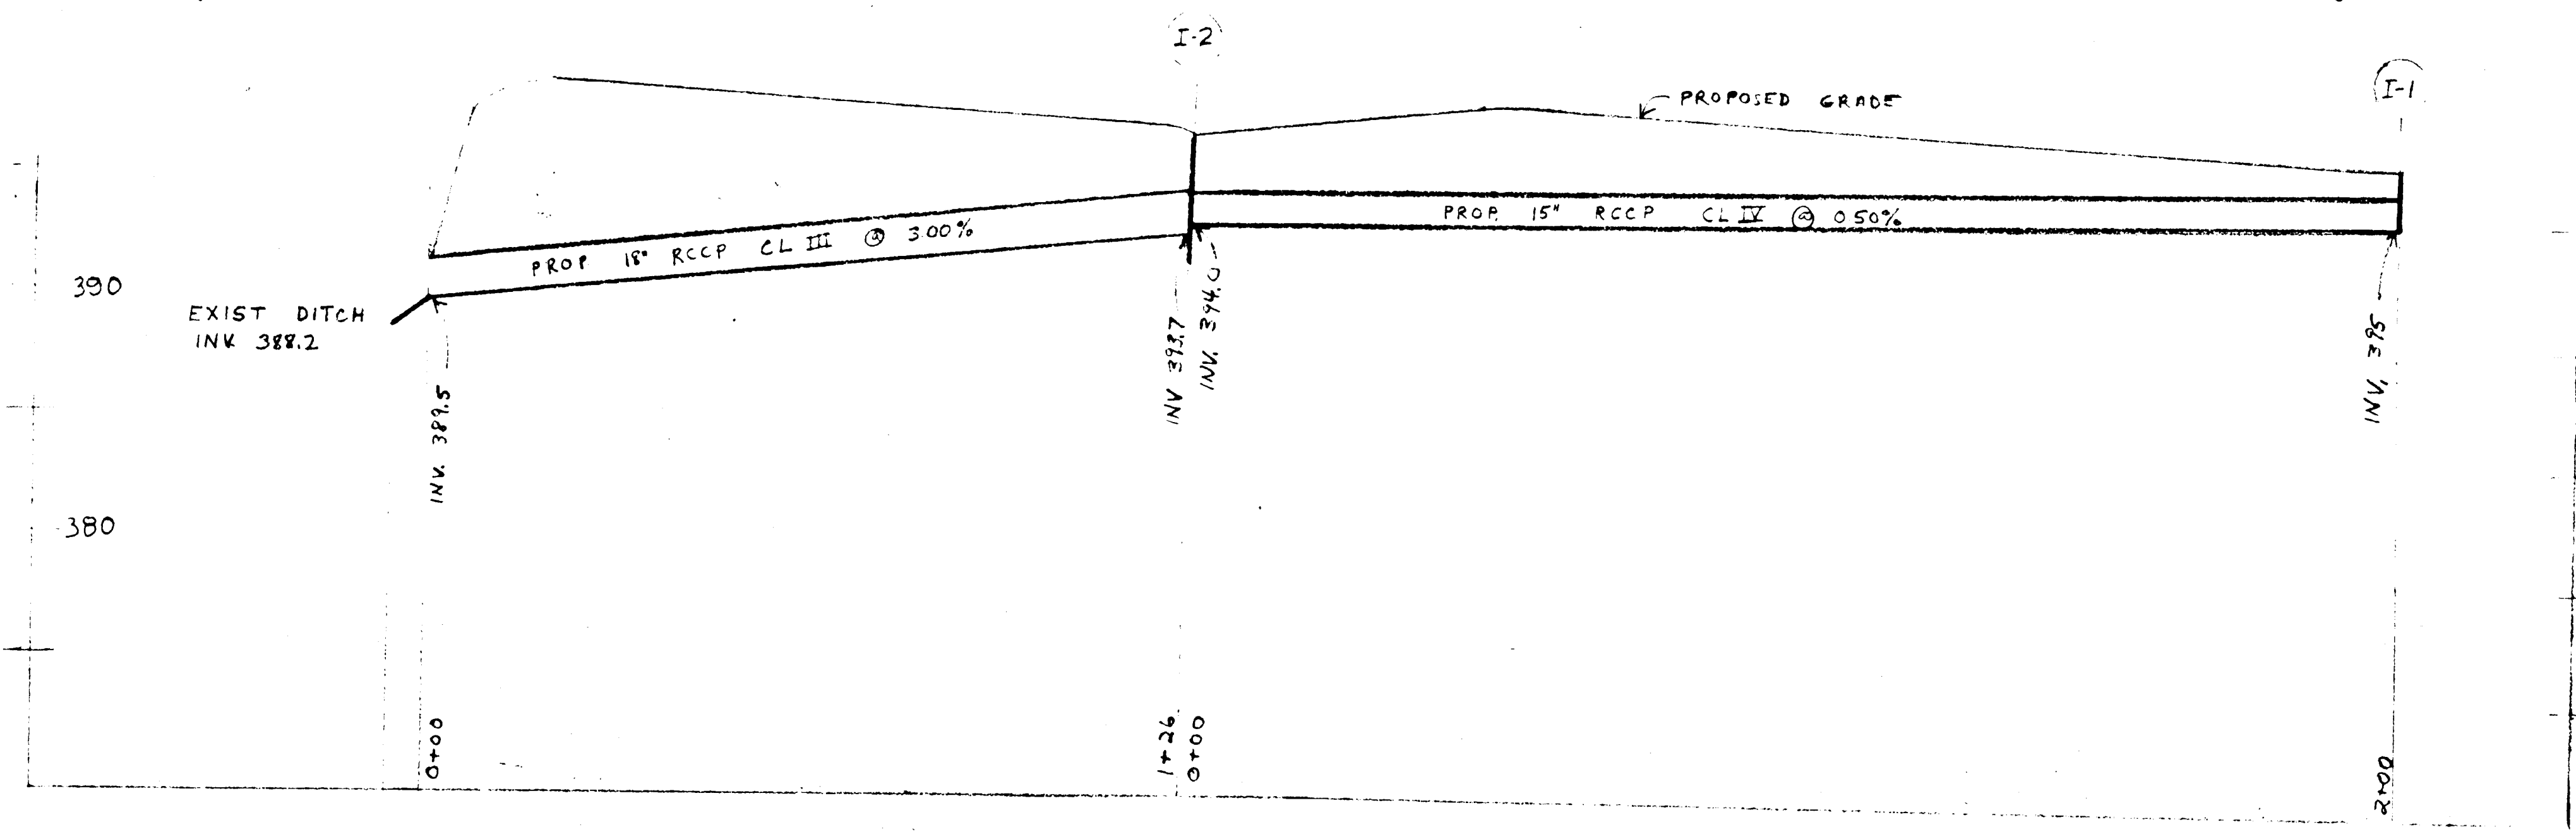 I-2
I-1
PROPOSED GRADE
PROP. 15" RCCP CL IV @ 0.50%
PROP 18" RCCP CL III @ 3.00%
390
EXIST DITCH
INV 388.2
INV. 389.5
INV 393.7
INV. 394.0
INV. 395
380
0+00
1+26
0+00
2+00